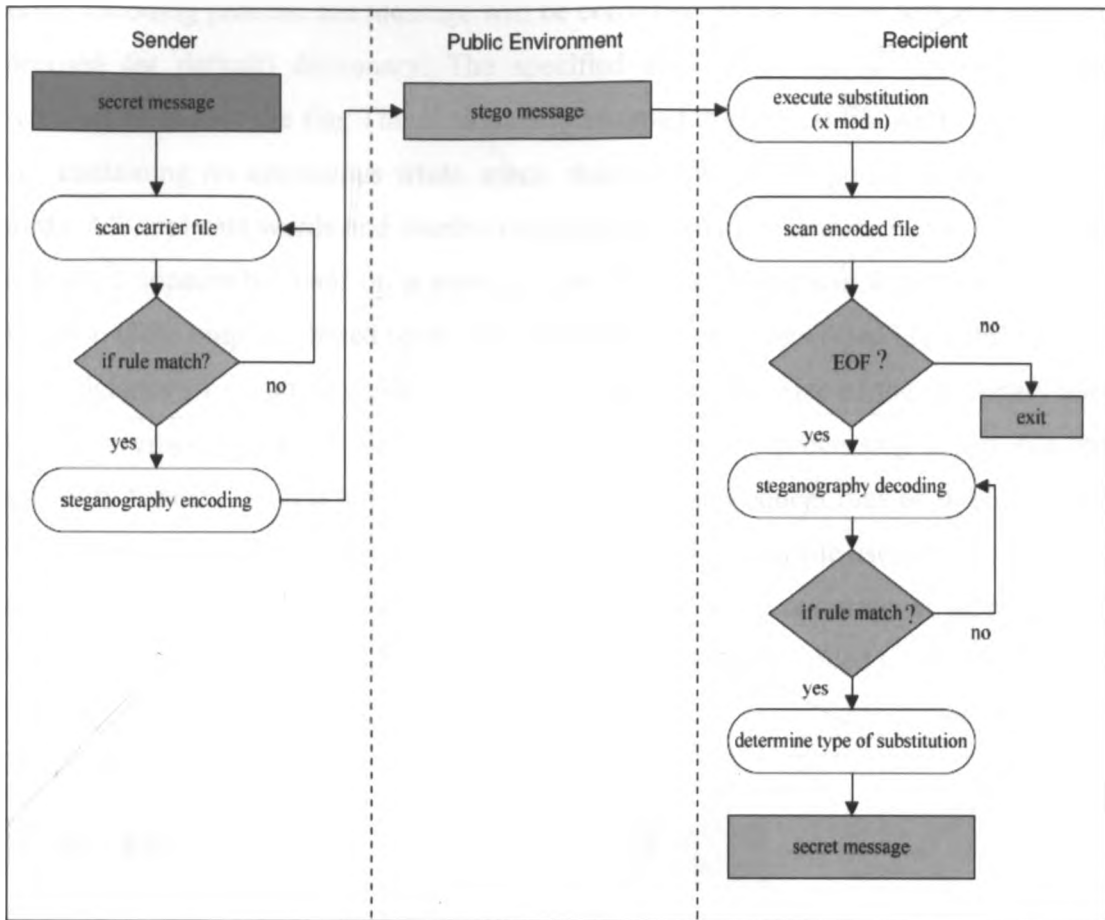 Sender
Public Environment
Recipient
secret message
stego message
execute substitution
(x mod n)
scan carrier file
scan encoded file
if rule match?
no
EOF ?
no
exit
yes
yes
steganography encoding
steganography decoding
if rule match ?
no
yes
determine type of substitution
secret message